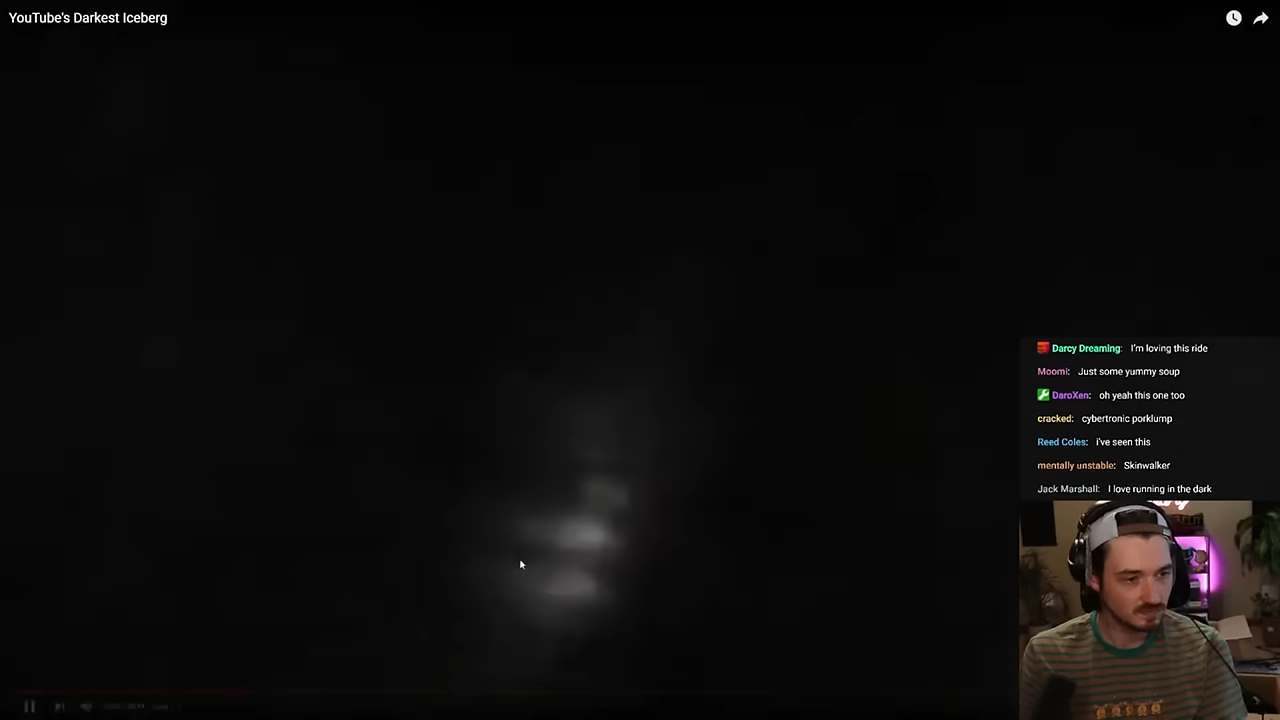 YouTube's Darkest Iceberg
Darcy Dreaming: I'm loving this ride
Moomi: Just some yummy soup
DaroXen: oh yeah this one too
cracked: cybertronic porklump
Reed Coles: i've seen this
mentally unstable: Skinwalker
Jack Marshall: I love running in the dark